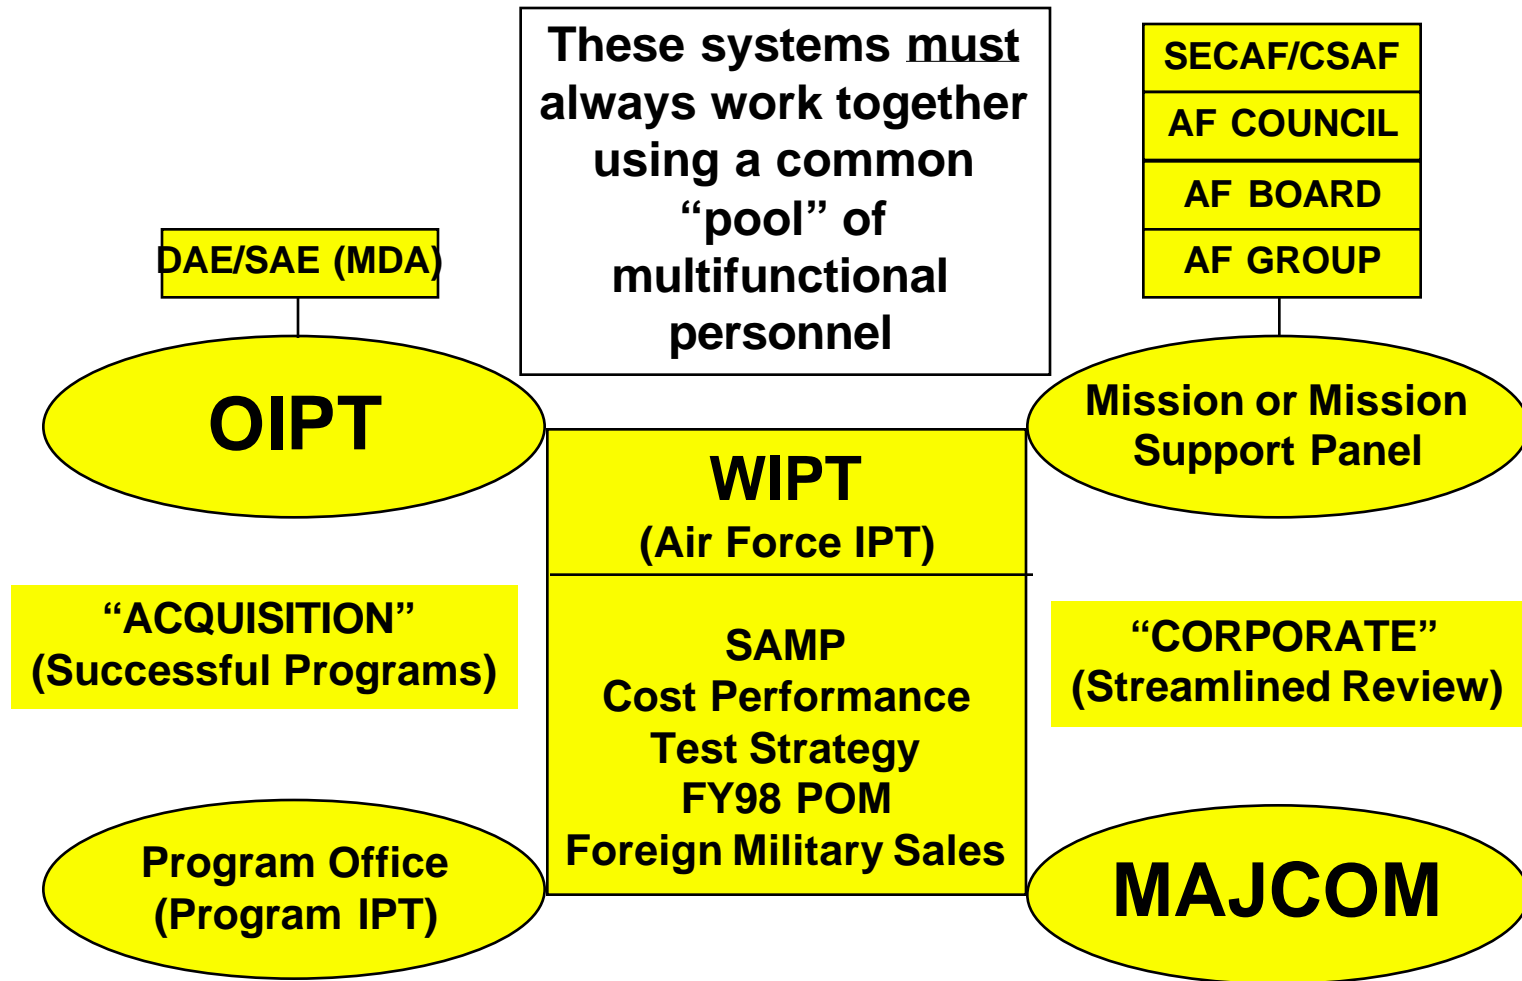 These systems must
always work together
using a common
“pool” of
multifunctional
personnel
SECAF/CSAF
AF COUNCIL
AF BOARD
AF GROUP
DAE/SAE (MDA)
OIPT
Mission or Mission
Support Panel
WIPT
(Air Force IPT)
“ACQUISITION”
(Successful Programs)
SAMP
Cost Performance
Test Strategy
FY98 POM
Foreign Military Sales
“CORPORATE”
(Streamlined Review)
Program Office
(Program IPT)
MAJCOM